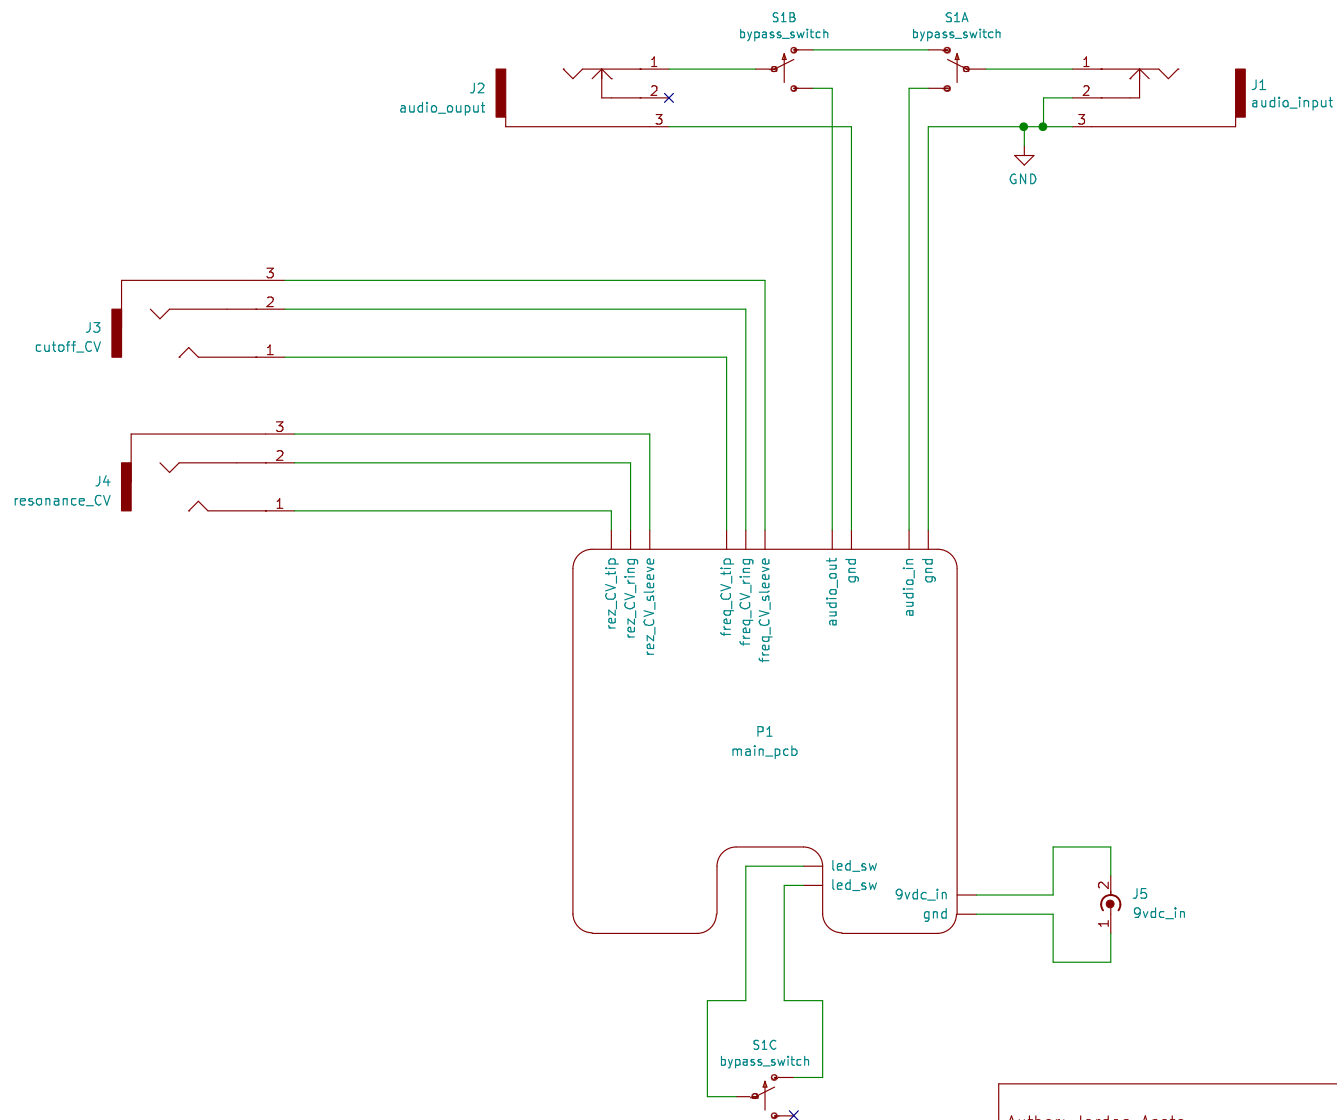 S1B
bypass_switch
S1A
bypass_switch
J2
audio_ouput
1
2
3
1
2
3
J1
audio_input
GND
J3
cutoff_CV
3
2
1
J4
resonance_CV
3
2
1
rez_CV_tip
rez_CV_ring
rez_CV_sleeve
freq_CV_tip
freq_CV_ring
freq_CV_sleeve
audio_out
gnd
audio_in
gnd
P1
main_pcb
led_sw
led_sw
9vdc_in
gnd
2
1
J5
9vdc_in
S1C
bypass_switch